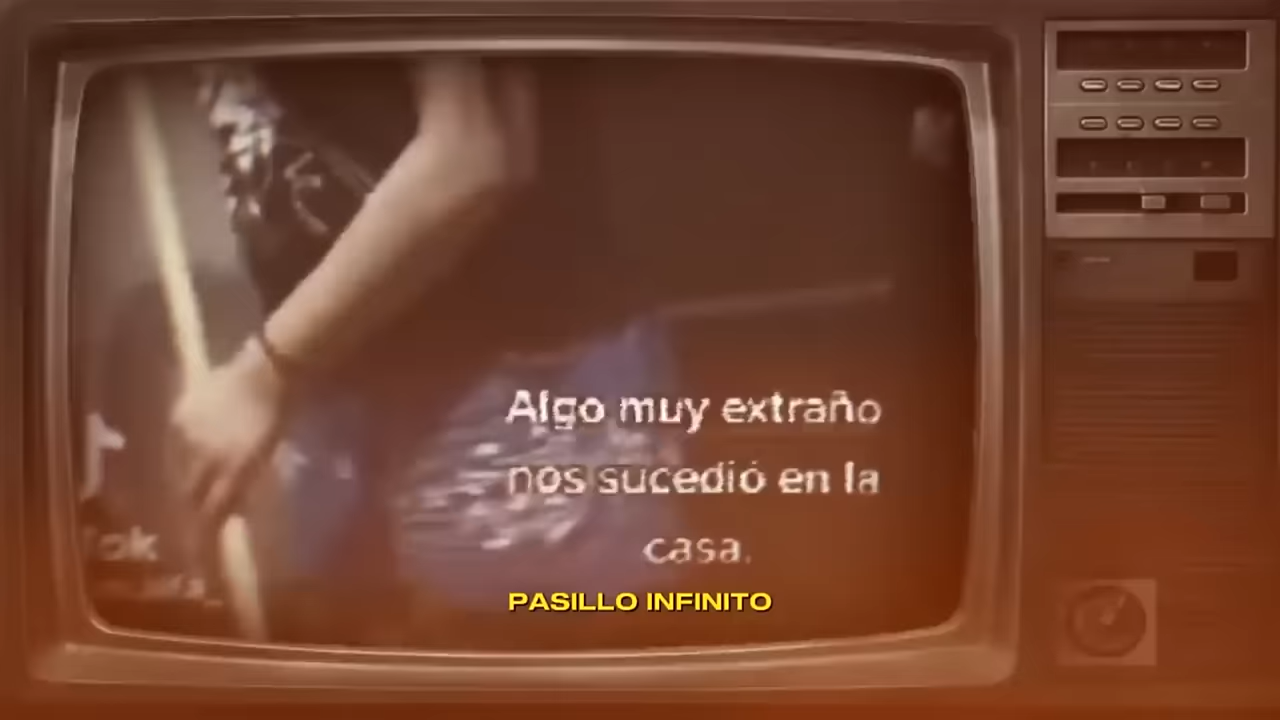 Algo muy extraño
nos sucedió en la
casa.
PASILLO INFINITO